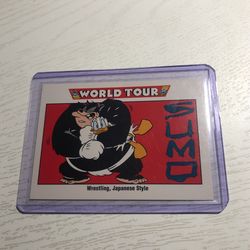 WORLD TOUR
SUMO
Wrestling, Japanese Style